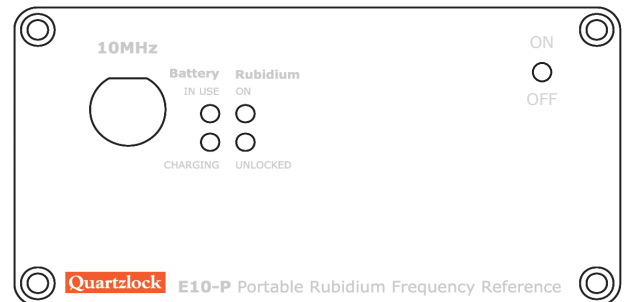 10MHz
ON
OFF
Battery Rubidium
IN USE ON
CHARGING UNLOCKED
Quartzlock E10-P Portable Rubidium Frequency Reference